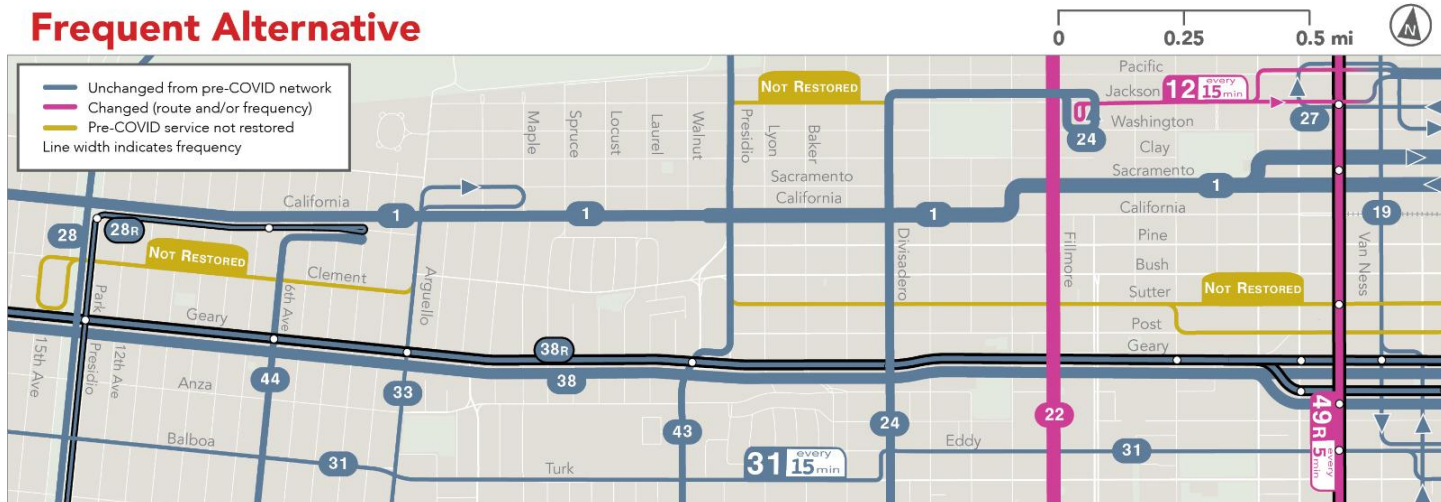 Frequent Alternative
0 0.25 0.5 mi
N
Unchanged from pre-COVID network
Changed (route and/or frequency)
Pre-COVID service not restored
Line width indicates frequency
NOT RESTORED
Pacific
Jackson
12 every 15 min
Washington
24
27
Clay
Sacramento
California
Maple
Spruce
Locust
Laurel
Walnut
Presidio
Lyon
Baker
Sacramento
California
California
1
1
1
1
19
28
28R
NOT RESTORED
Clement
Arguello
6th Ave
Park Presidio
12th Ave
15th Ave
Divisadero
Fillmore
Van Ness
Pine
Bush
Sutter
NOT RESTORED
Post
Geary
Geary
38R
38
Anza
44
33
43
24
22
49R every 5 min
Balboa
31
Turk
31 every 15 min
Eddy
31